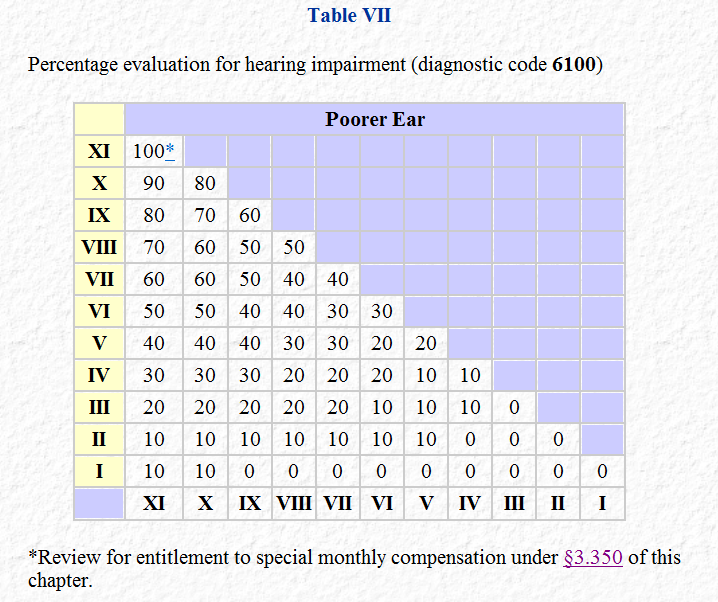 Table VII
Percentage evaluation for hearing impairment (diagnostic code 6100)
Poorer Ear
XI 100*
X 90 80
IX 80 70 60
VIII 70 60 50 50
VII 60 60 50 40 40
VI 50 50 40 40 30 30
V 40 40 40 30 30 20 20
IV 30 30 30 20 20 20 10 10
III 20 20 20 20 20 10 10 10 0
II 10 10 10 10 10 10 10 0 0 0
I 10 10 0 0 0 0 0 0 0 0 0
XI X IX VIII VII VI V IV III II I
*Review for entitlement to special monthly compensation under §3.350 of this
chapter.